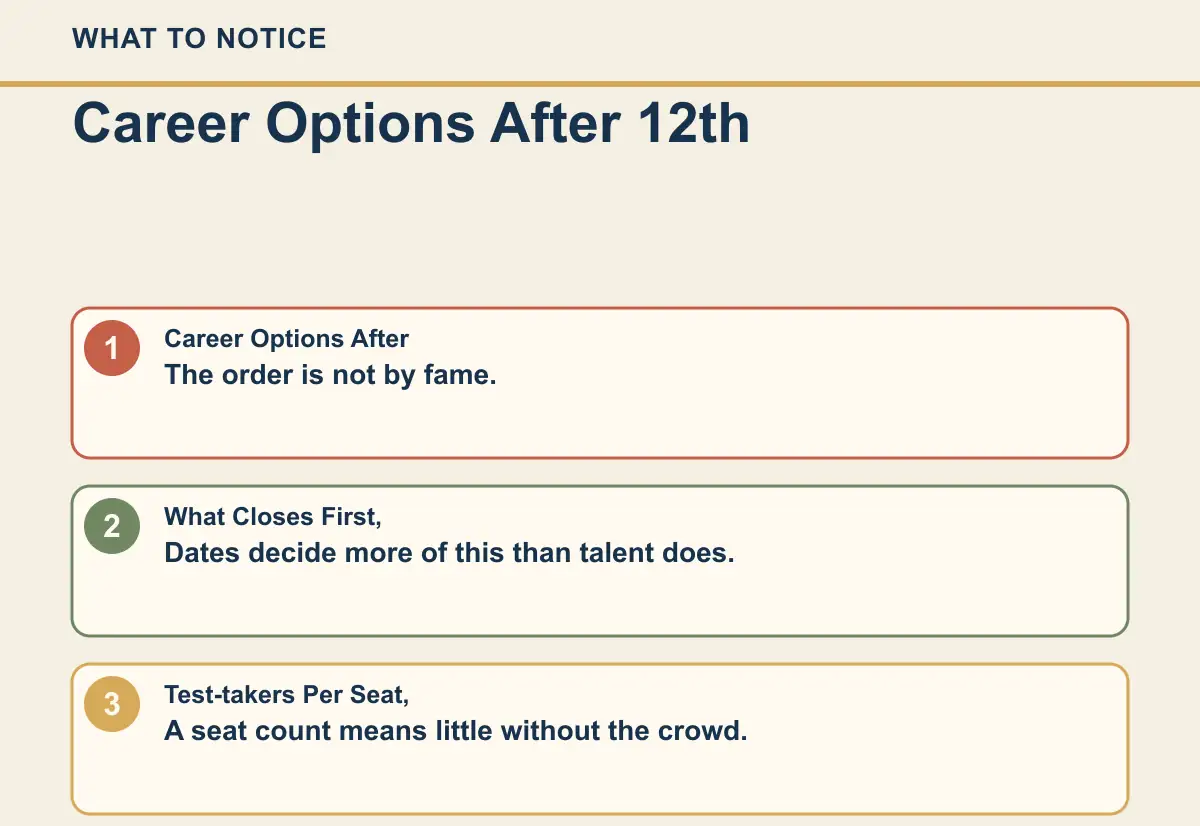 WHAT TO NOTICE
Career Options After 12th
1
Career Options After
The order is not by fame.
2
What Closes First,
Dates decide more of this than talent does.
3
Test-takers Per Seat,
A seat count means little without the crowd.